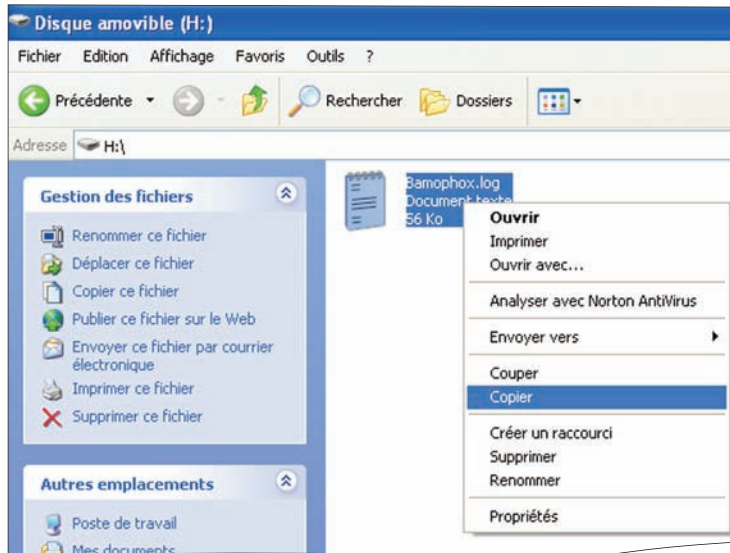 Disque amovible (H:)
Fichier Edition Affichage Favoris Outils ?
Précédente Rechercher Dossiers
Adresse H:\
Gestion des fichiers
Renommer ce fichier
Déplacer ce fichier
Copier ce fichier
Publier ce fichier sur le Web
Envoyer ce fichier par courrier
électronique
Imprimer ce fichier
Supprimer ce fichier
Autres emplacements
Poste de travail
Mes documents
Bamophox.log
Document texte
56 Ko
Ouvrir
Imprimer
Ouvrir avec...
Analyser avec Norton AntiVirus
Envoyer vers
Couper
Copier
Créer un raccourci
Supprimer
Renommer
Propriétés